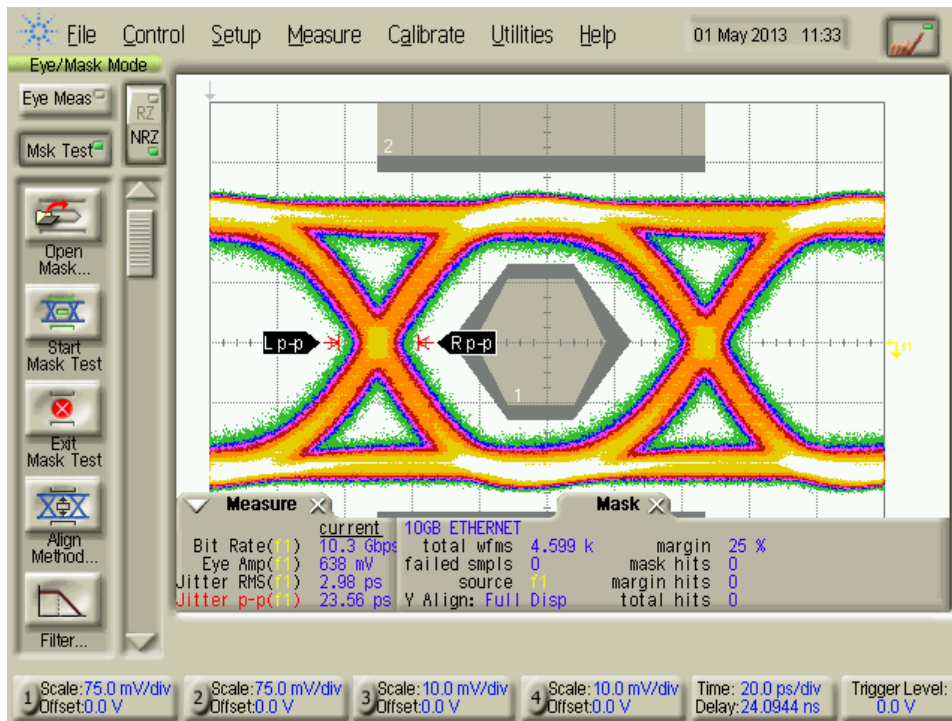 File Control Setup Measure Calibrate Utilities Help 01 May 2013 11:33
Eye/Mask Mode
Eye Meas
RZ
NRZ
Msk Test
Open
Mask...
Start
Mask Test
Exit
Mask Test
Align
Method...
Filter...
2
L p-p
R p-p
1
f1
Measure
current
Bit Rate(f1) 10.3 Gbps
Eye Amp(f1) 638 mV
Jitter RMS(f1) 2.98 ps
Jitter p-p(f1) 23.56 ps
Mask
10GB ETHERNET
total wfms 4.599 k margin 25 %
failed smpls 0 mask hits 0
source f1 margin hits 0
Y Align: Full Disp total hits 0
1 Scale:75.0 mV/div
Offset:0.0 V
2 Scale:75.0 mV/div
Offset:0.0 V
3 Scale:10.0 mV/div
Offset:0.0 V
4 Scale:10.0 mV/div
Offset:0.0 V
Time: 20.0 ps/div
Delay:24.0944 ns
Trigger Level:
0.0 V